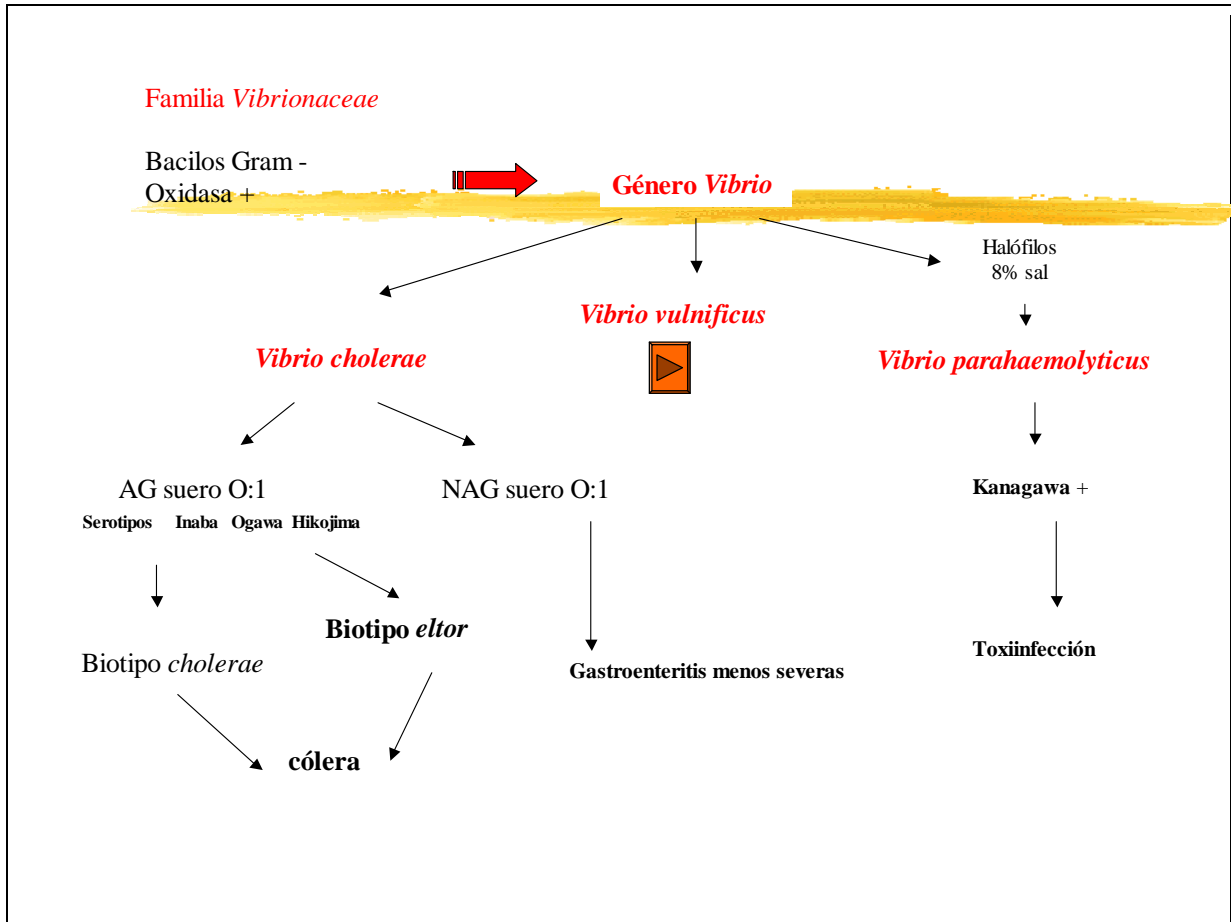 Familia Vibrionaceae
Bacilos Gram -
Oxidasa +
Género Vibrio
Halófilos
8% sal
Vibrio vulnificus
Vibrio cholerae
Vibrio parahaemolyticus
AG suero O:1
NAG suero O:1
Kanagawa +
Serotipos Inaba Ogawa Hikojima
Biotipo eltor
Biotipo cholerae
Gastroenteritis menos severas
Toxiinfección
cólera